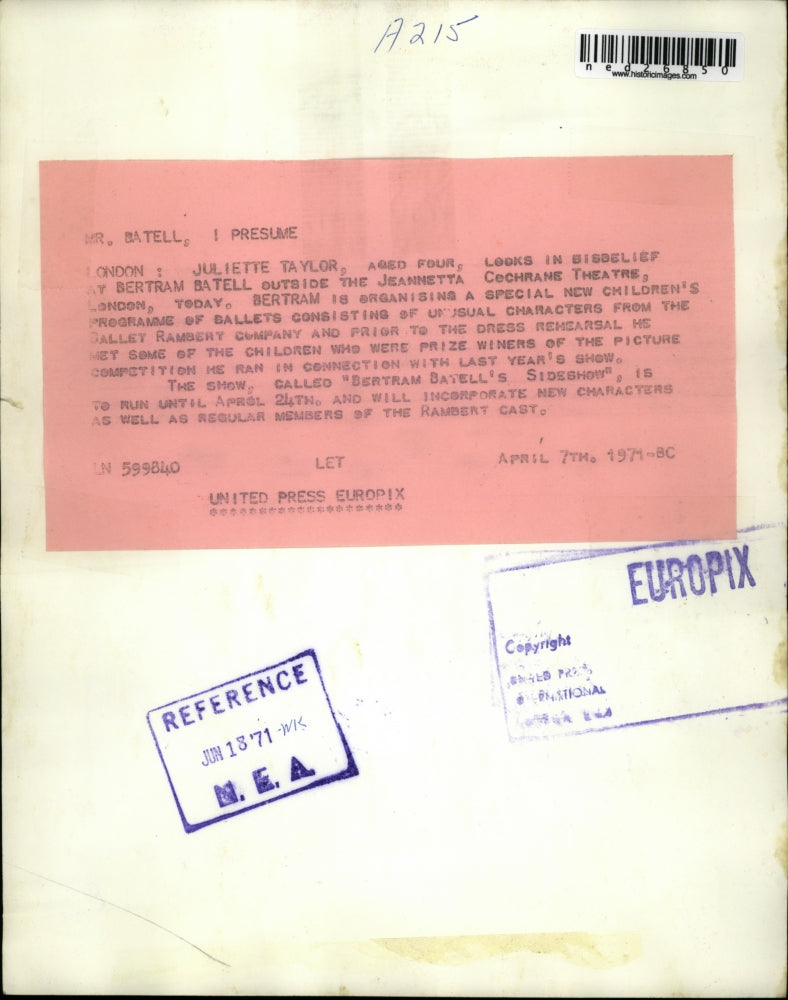 A215
ned26850
www.historicimages.com
MR. BATELL, I PRESUME
LONDON : JULIETTE TAYLOR, AGED FOUR, LOOKS IN DISBELIEF
AT BERTRAM BATELL OUTSIDE THE JEANNETTA COCHRANE THEATRE,
LONDON, TODAY. BERTRAM IS ORGANISING A SPECIAL NEW CHILDREN'S
PROGRAMME OF BALLETS CONSISTING OF UNUSUAL CHARACTERS FROM THE
BALLET RAMBERT COMPANY AND PRIOR TO THE DRESS REHEARSAL HE
MET SOME OF THE CHILDREN WHO WERE PRIZE WINERS OF THE PICTURE
COMPETITION HE RAN IN CONNECTION WITH LAST YEAR'S SHOW.
THE SHOW, CALLED "BERTRAM BATELL'S SIDESHOW", IS
TO RUN UNTIL APROL 24TH. AND WILL INCORPORATE NEW CHARACTERS
AS WELL AS REGULAR MEMBERS OF THE RAMBERT CAST.
LN 599840 LET APRIL 7TH. 1971-BC
UNITED PRESS EUROPIX
********************
EUROPIX
Copyright
UNITED PRESS
INTERNATIONAL
REFERENCE
JUN 18'71 -WK
N. E. A.